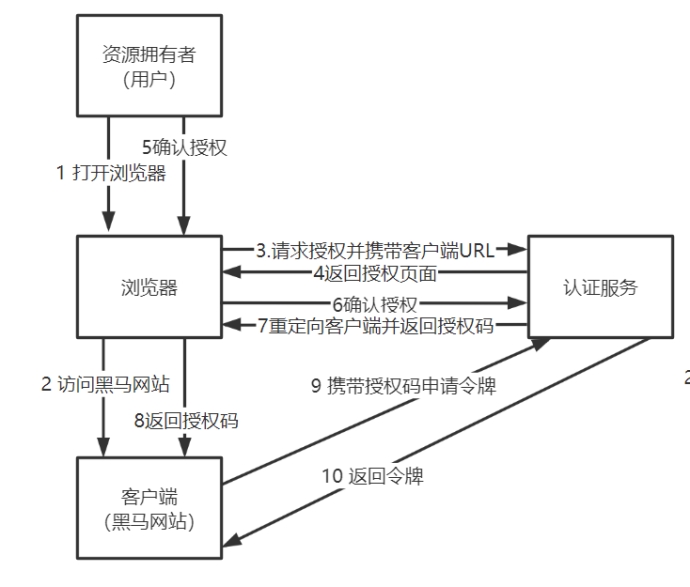 资源拥有者
（用户）
5确认授权
1 打开浏览器
3.请求授权并携带客户端URL
4返回授权页面
浏览器
认证服务
6确认授权
7重定向客户端并返回授权码
2 访问黑马网站
9 携带授权码申请令牌
2
8返回授权码
10 返回令牌
客户端
（黑马网站）